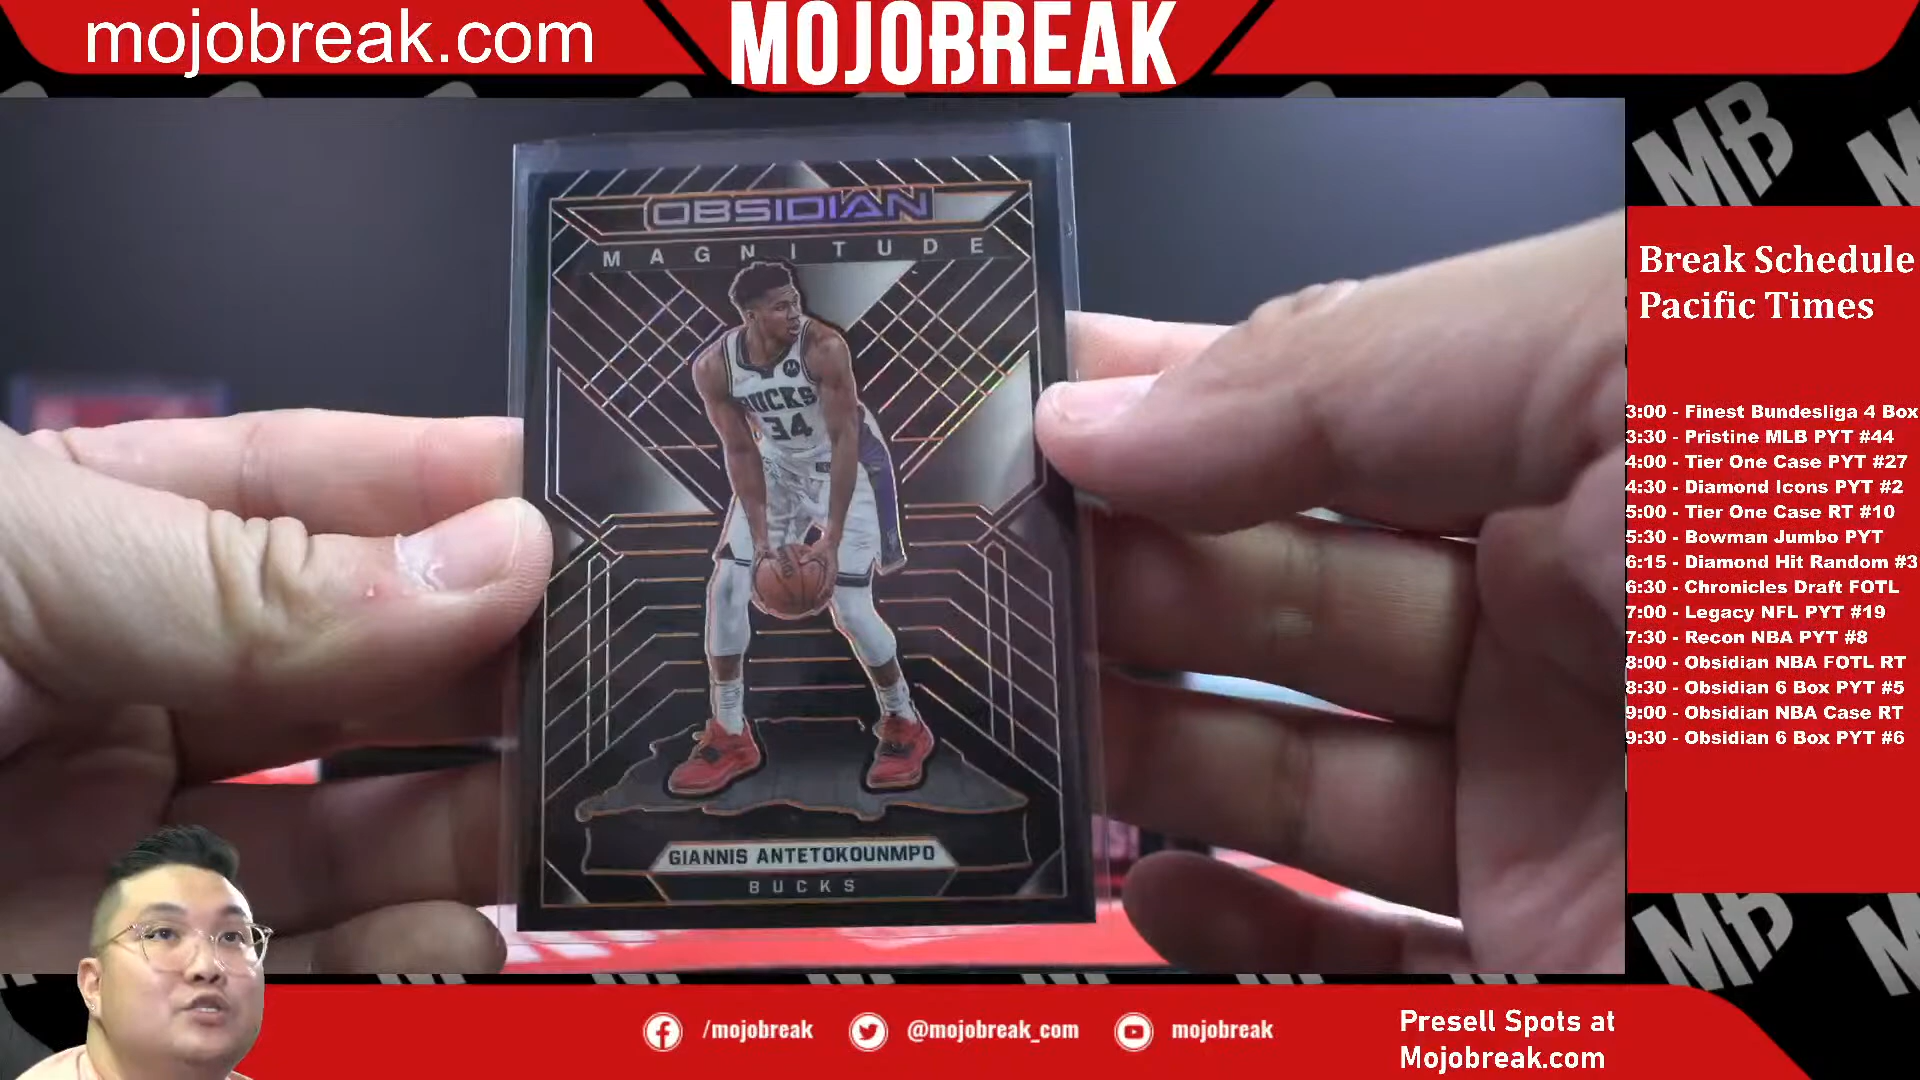 mojobreak.com
MOJOBREAK
MB
OBSIDIAN
MAGNITUDE
BUCKS
34
GIANNIS ANTETOKOUNMPO
BUCKS
Break Schedule
Pacific Times
3:00 - Finest Bundesliga 4 Box
3:30 - Pristine MLB PYT #44
4:00 - Tier One Case PYT #27
4:30 - Diamond Icons PYT #2
5:00 - Tier One Case RT #10
5:30 - Bowman Jumbo PYT
6:15 - Diamond Hit Random #3
6:30 - Chronicles Draft FOTL
7:00 - Legacy NFL PYT #19
7:30 - Recon NBA PYT #8
8:00 - Obsidian NBA FOTL RT
8:30 - Obsidian 6 Box PYT #5
9:00 - Obsidian NBA Case RT
9:30 - Obsidian 6 Box PYT #6
MB
/mojobreak
@mojobreak_com
mojobreak
Presell Spots at
Mojobreak.com